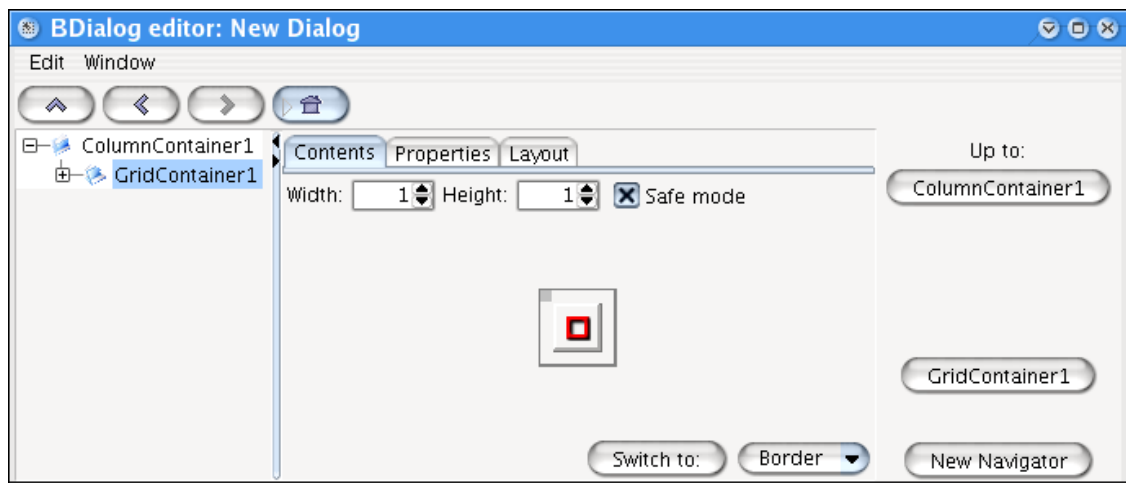 BDialog editor: New Dialog
Edit Window
ColumnContainer1
GridContainer1
Contents Properties Layout
Width: 1 Height: 1 Safe mode
Switch to: Border
Up to:
ColumnContainer1
GridContainer1
New Navigator